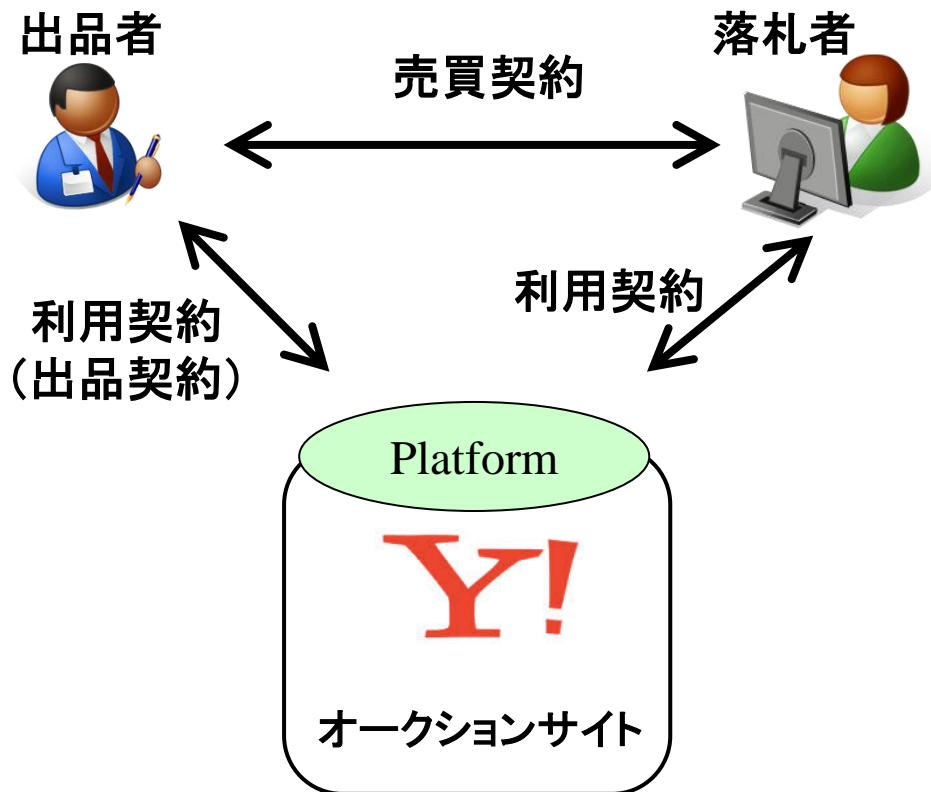 出品者
落札者
売買契約
利用契約
(出品契約)
利用契約
Platform
Y!
オークションサイト